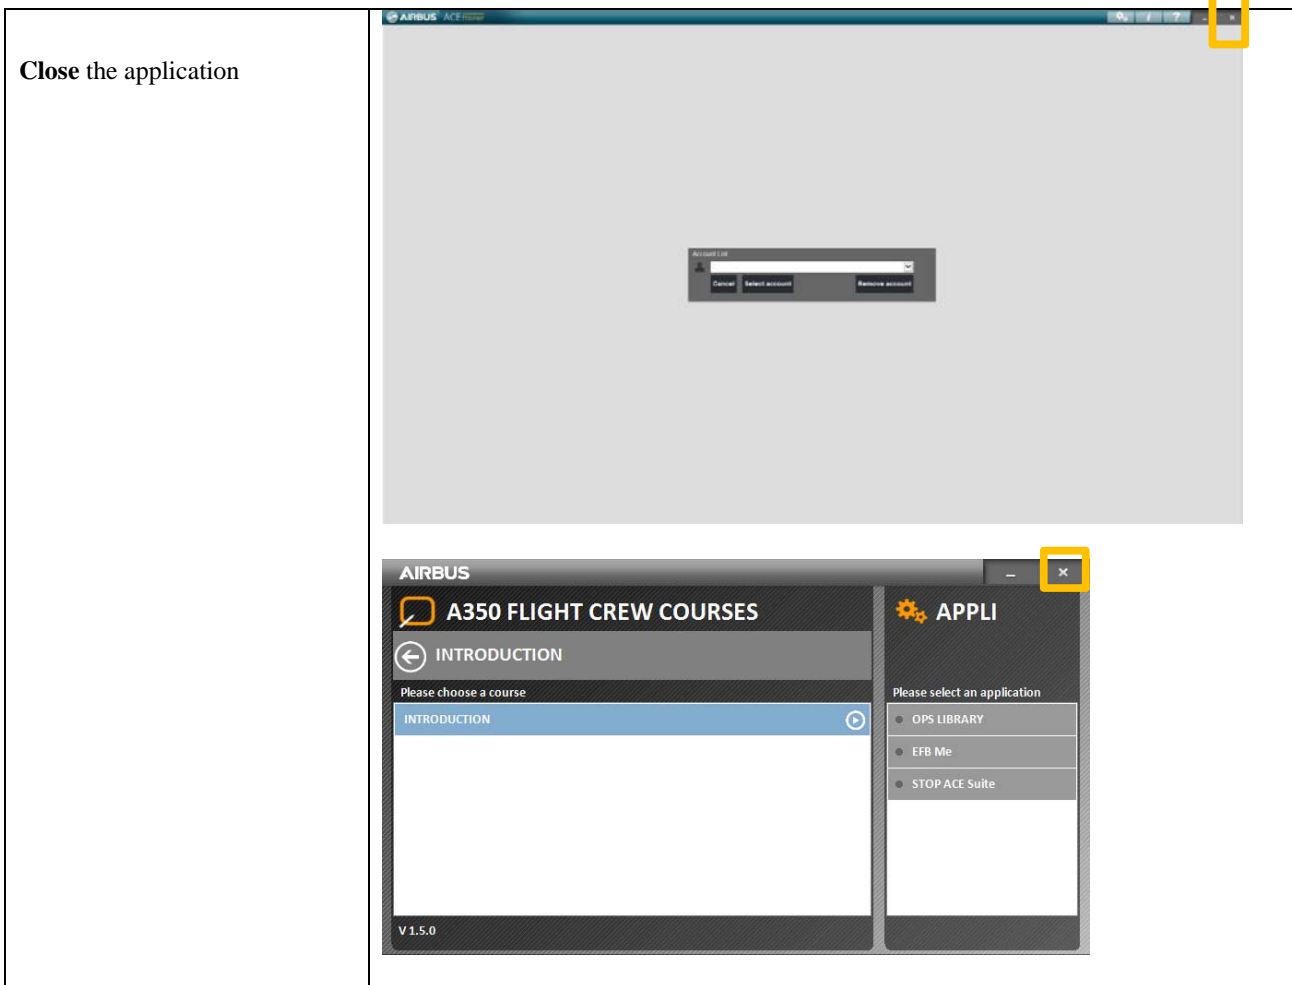 Close the application
AIRBUS ACE
i ?
Account List
Cancel Select account Remove account
AIRBUS
A350 FLIGHT CREW COURSES
INTRODUCTION
Please choose a course
INTRODUCTION
V 1.5.0
APPLI
Please select an application
OPS LIBRARY
EFB Me
STOP ACE Suite